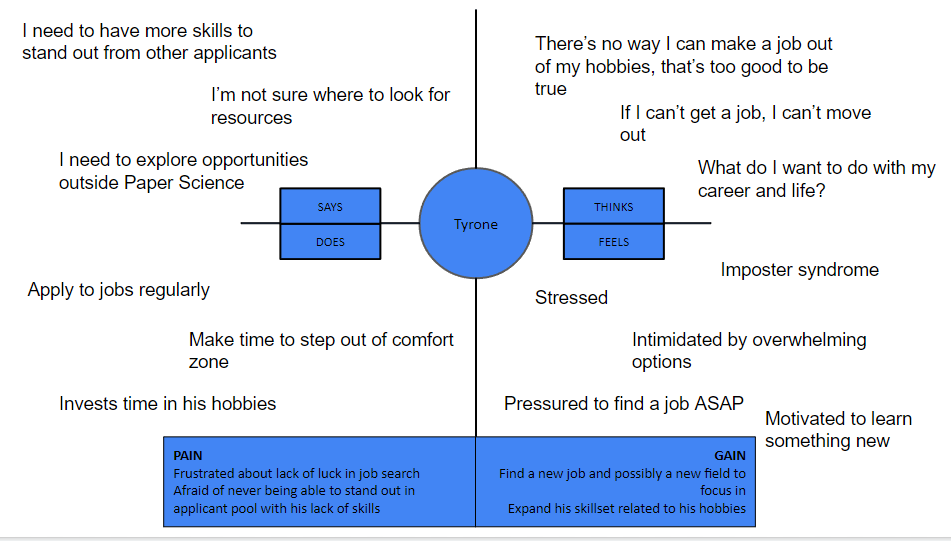 I need to have more skills to
stand out from other applicants
I’m not sure where to look for
resources
I need to explore opportunities
outside Paper Science
SAYS
There’s no way I can make a job out
of my hobbies, that’s too good to be
true
If I can’t get a job, I can’t move
out
What do I want to do with my
career and life?
THINKS
Tyrone
DOES
Apply to jobs regularly
Make time to step out of comfort
zone
Invests time in his hobbies
FEELS
Imposter syndrome
Stressed
Intimidated by overwhelming
options
Pressured to find a job ASAP
Motivated to learn
something new
PAIN
Frustrated about lack of luck in job search
Afraid of never being able to stand out in
applicant pool with his lack of skills
GAIN
Find a new job and possibly a new field to
focus in
Expand his skillset related to his hobbies